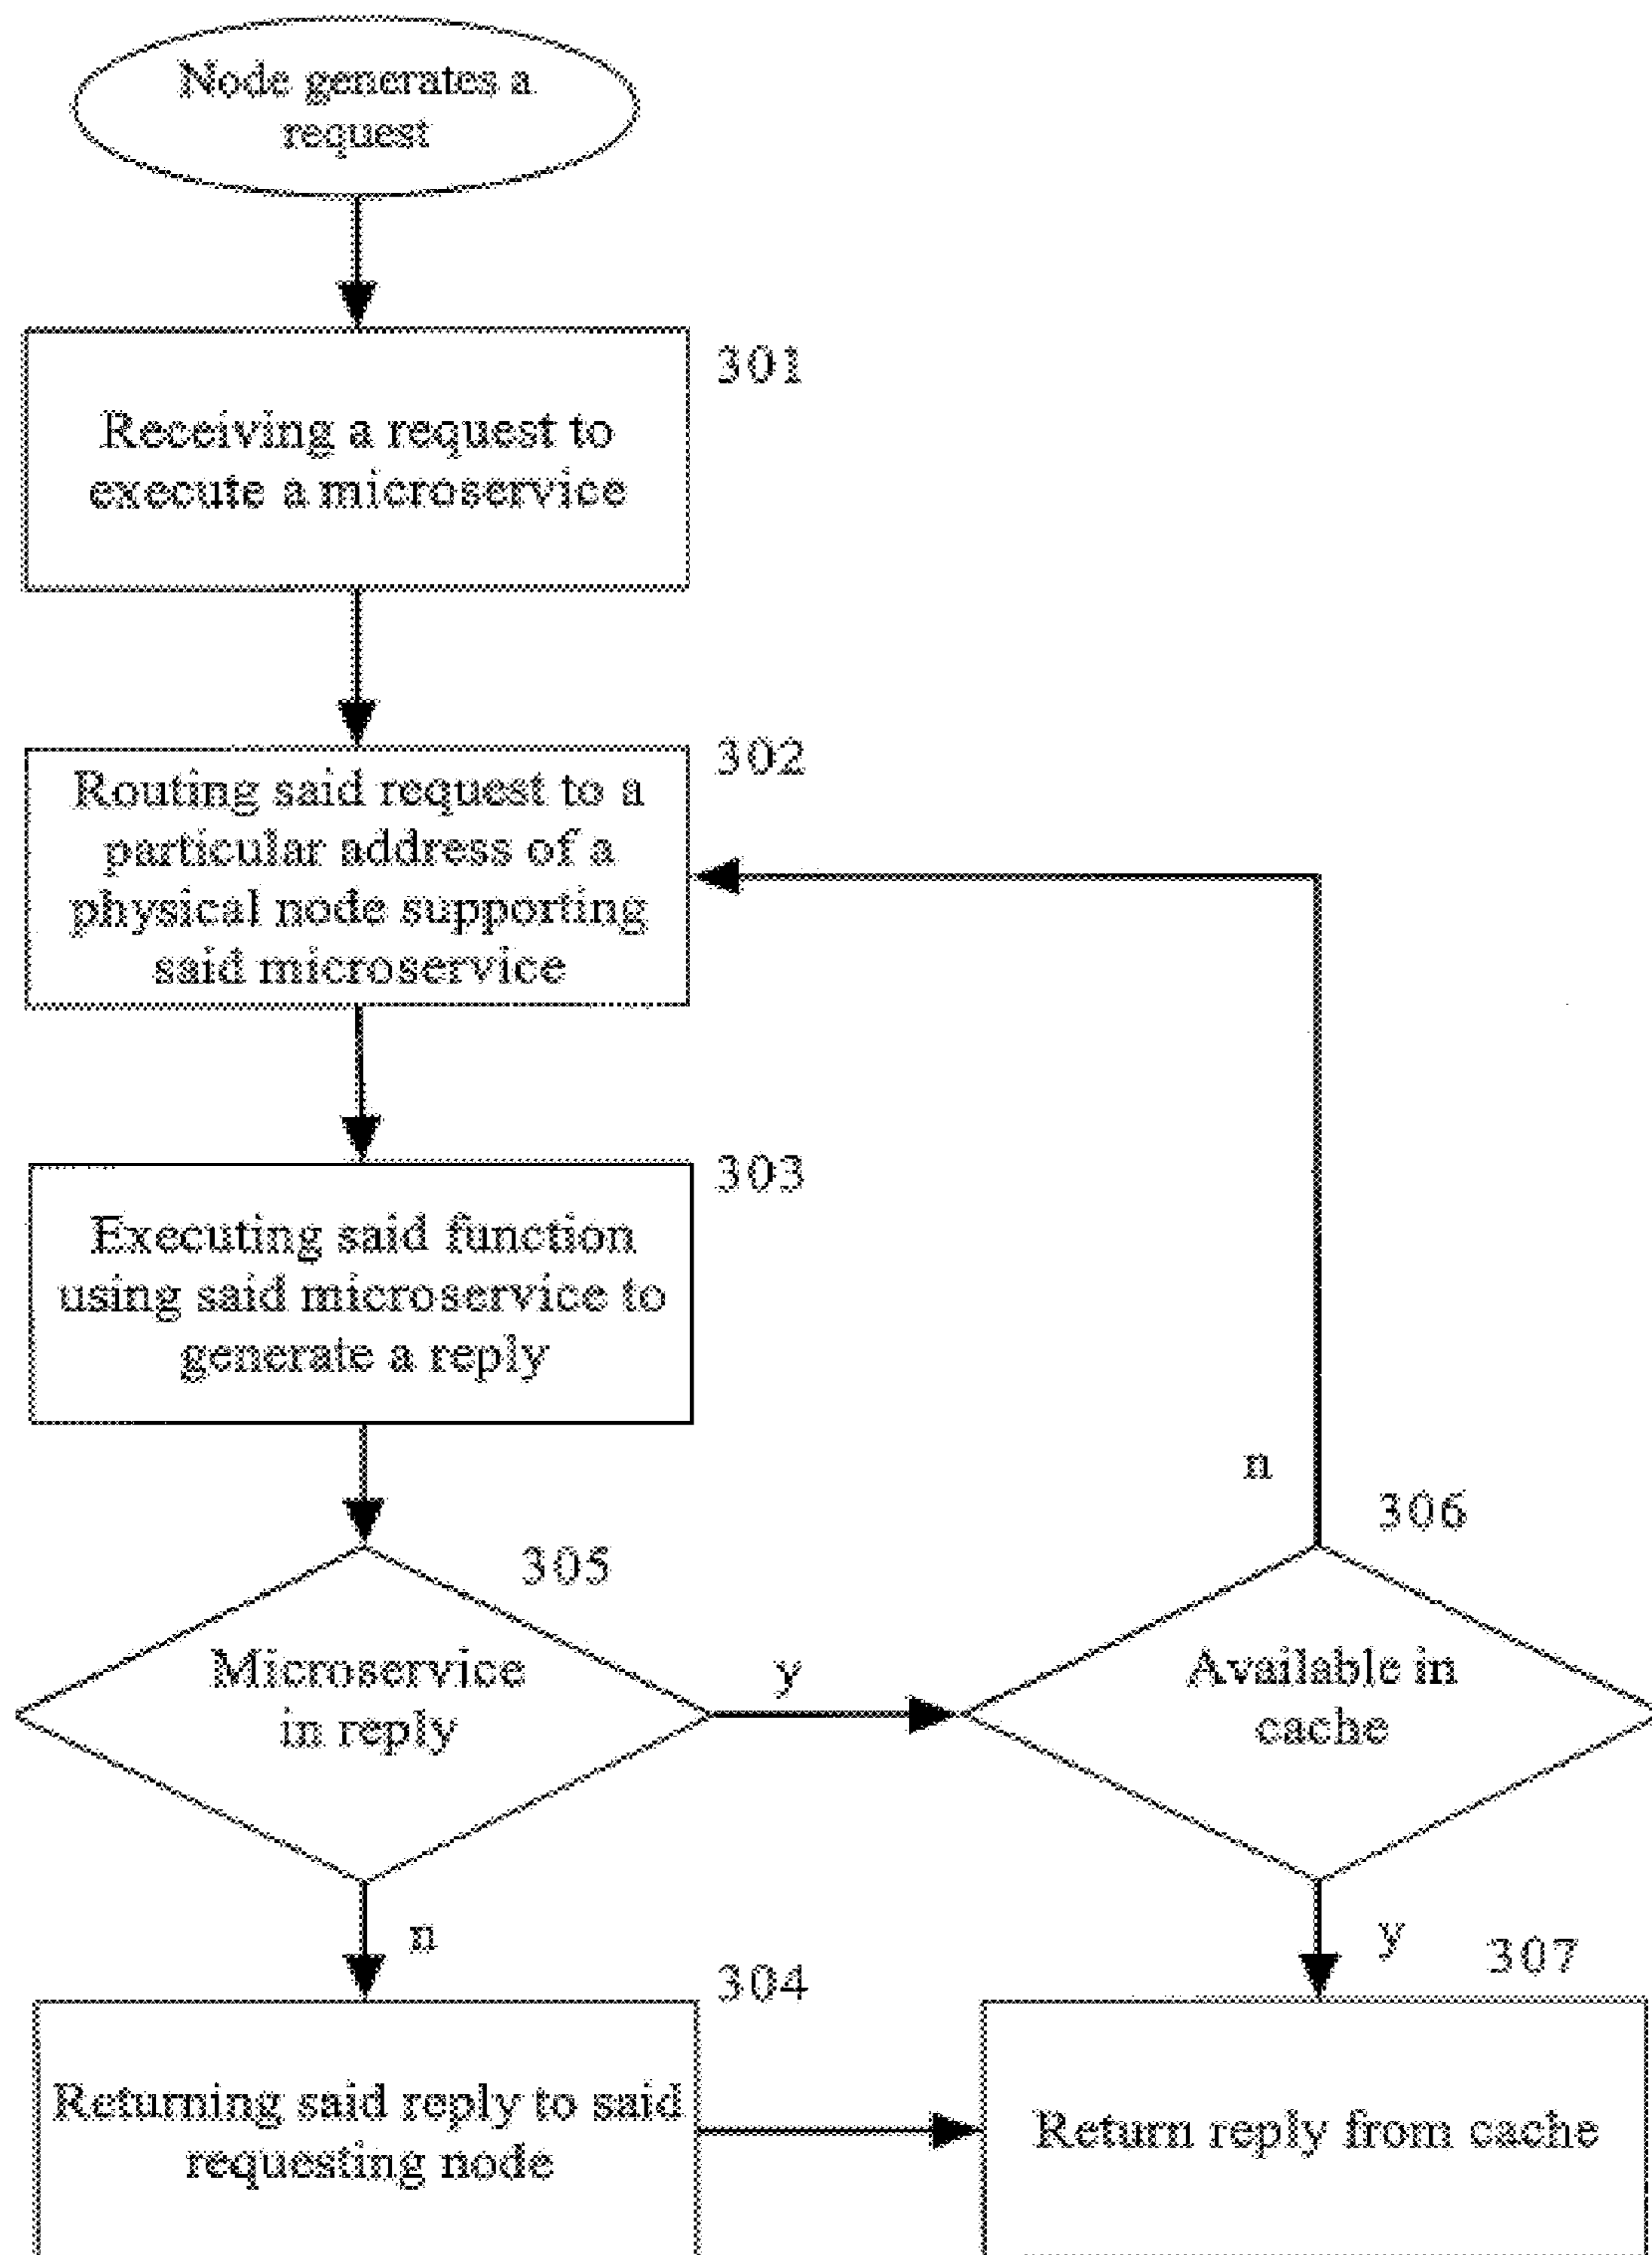 Node generates a
request
301
Receiving a request to
execute a microservice
302
Routing said request to a
particular address of a
physical node supporting
said microservice
303
Executing said function
using said microservice to
generate a reply
n
306
305
Microservice
in reply
y
Available in
cache
n
y
307
304
Returning said reply to said
requesting node
Return reply from cache